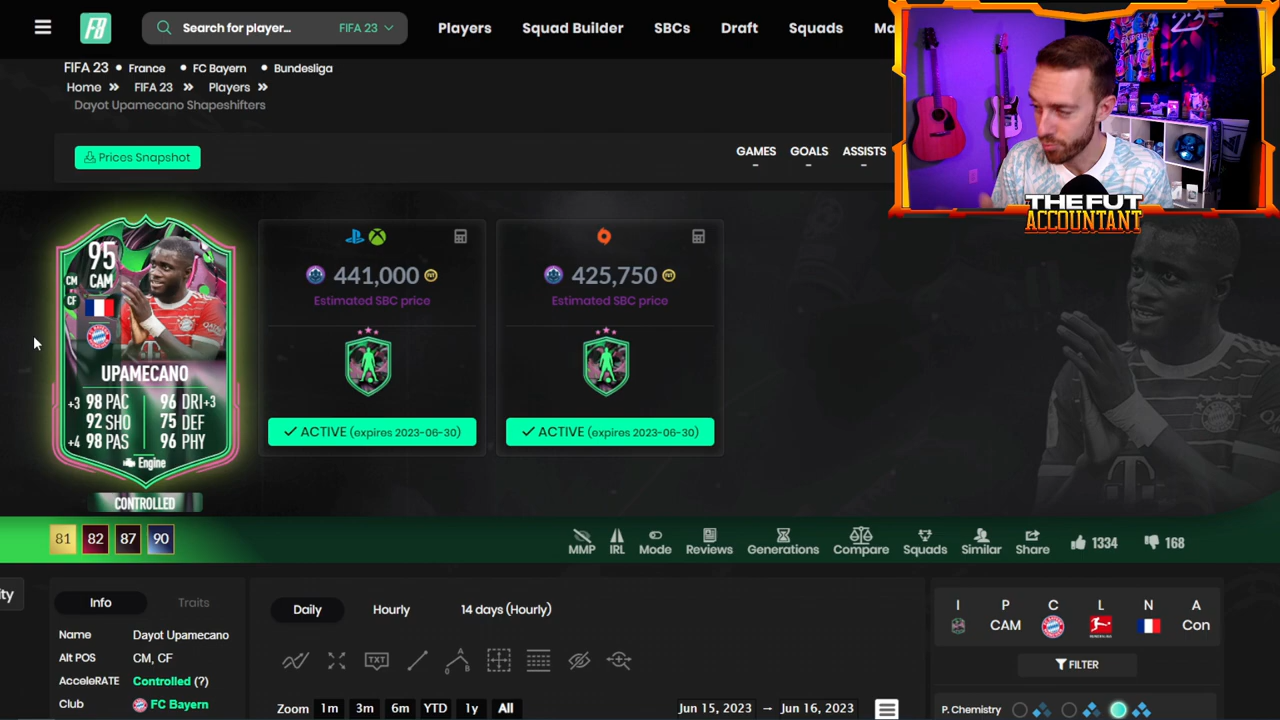 FB
Search for player...
FIFA 23
Players
Squad Builder
SBCs
Draft
Squads
Ma
FIFA 23
France
FC Bayern
Bundesliga
Home
FIFA 23
Players
Dayot Upamecano Shapeshifters
Prices Snapshot
GAMES
GOALS
ASSISTS
-
-
-
THE FUT
ACCOUNTANT
95
CAM
CM
CF
UPAMECANO
+3 98 PAC
96 DRI +3
92 SHO
75 DEF
+4 98 PAS
96 PHY
Engine
CONTROLLED
441,000
Estimated SBC price
ACTIVE (expires 2023-06-30)
425,750
Estimated SBC price
ACTIVE (expires 2023-06-30)
81
82
87
90
MMP
IRL
Mode
Reviews
Generations
Compare
Squads
Similar
Share
1334
168
ty
Info
Traits
Name
Dayot Upamecano
Alt POS
CM, CF
AcceleRATE
Controlled (?)
Club
FC Bayern
Daily
Hourly
14 days (Hourly)
TXT
Zoom
1m
3m
6m
YTD
1y
All
Jun 15, 2023 → Jun 16, 2023
I
P
C
L
N
A
CAM
Con
FILTER
P. Chemistry